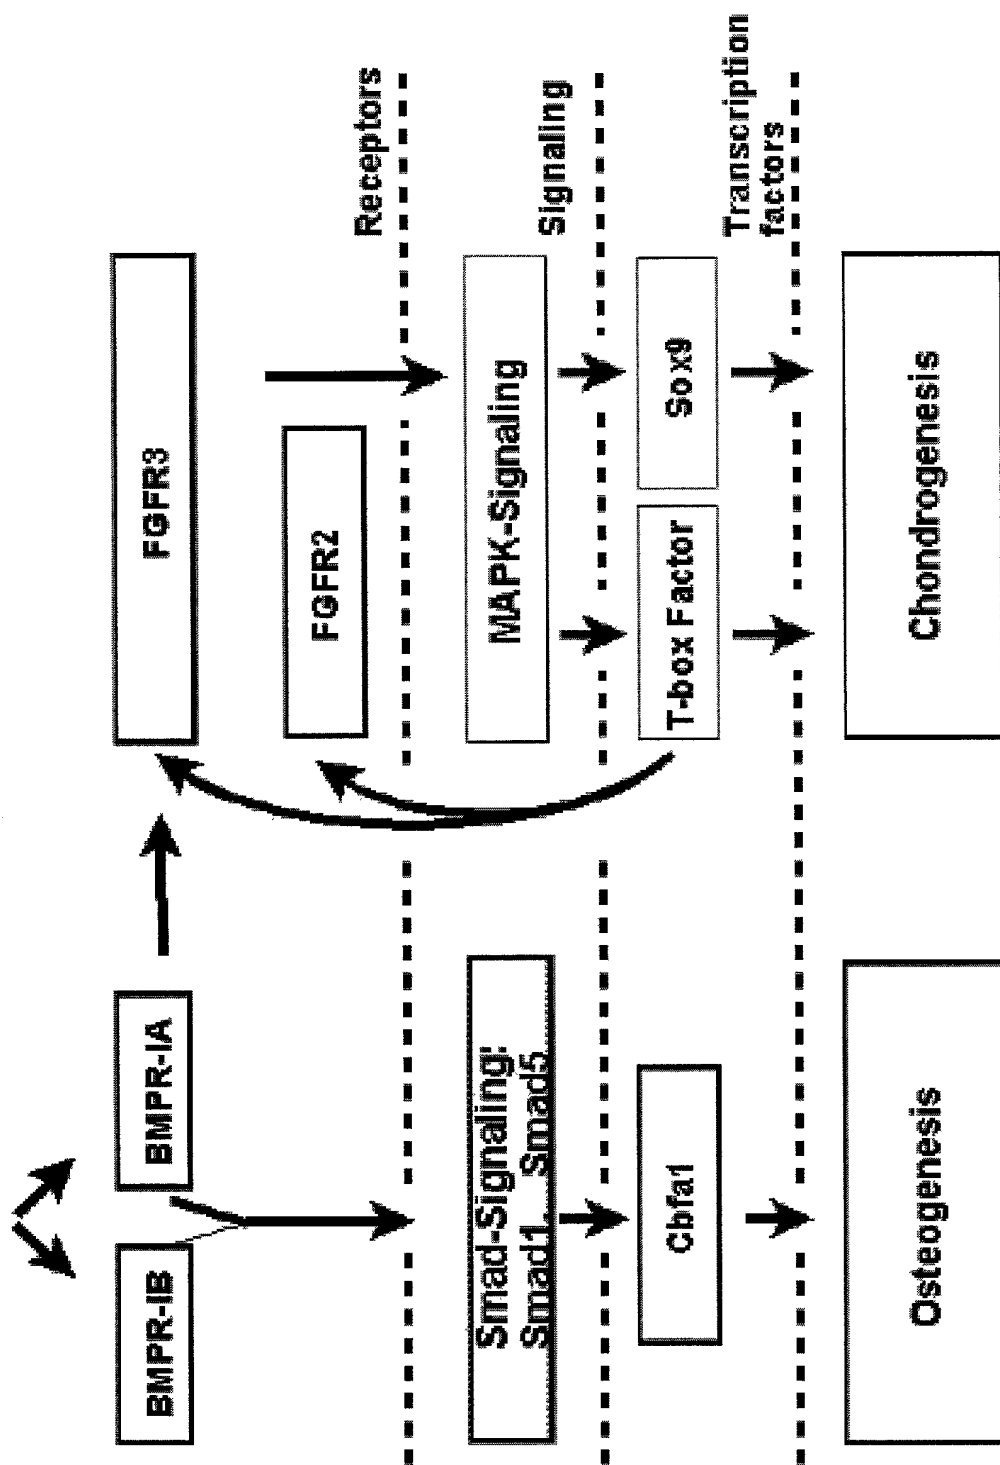 BMPR-IB
BMPR-IA
FGFR3
FGFR2
Receptors
Smad-Signaling:
Smad1, Smad5
MAPK-Signaling
Signaling
Cbfa1
T-box Factor
Sox9
Transcription
factors
Osteogenesis
Chondrogenesis